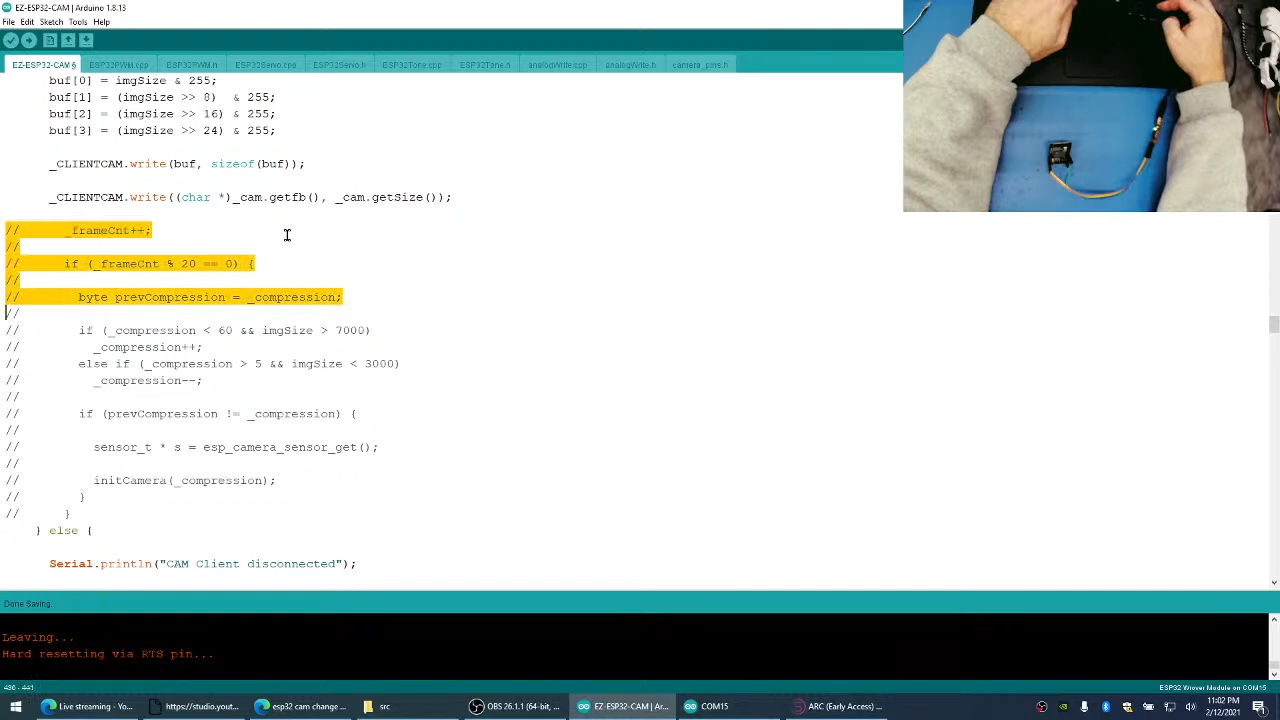 EZ-ESP32-CAM | Arduino 1.8.13
File Edit Sketch Tools Help
EZ-ESP32-CAM § ESP32PWM.cpp ESP32PWM.h ESP32Servo.cpp ESP32Servo.h ESP32Tone.cpp ESP32Tone.h analogWrite.cpp analogWrite.h camera_pins.h
buf[0] = imgSize & 255;
buf[1] = (imgSize >> 8)  & 255;
buf[2] = (imgSize >> 16) & 255;
buf[3] = (imgSize >> 24) & 255;
_CLIENTCAM.write(buf, sizeof(buf));
_CLIENTCAM.write((char *)_cam.getfb(), _cam.getSize());
// _frameCnt++;
//
// if (_frameCnt % 20 == 0) {
//
// byte prevCompression = _compression;
//
// if (_compression < 60 && imgSize > 7000)
// _compression++;
// else if (_compression > 5 && imgSize < 3000)
// _compression--;
//
// if (prevCompression != _compression) {
//
// sensor_t * s = esp_camera_sensor_get();
//
// initCamera(_compression);
// }
// }
} else {
Serial.println("CAM Client disconnected");
Done Saving.
Leaving...
Hard resetting via RTS pin...
436 - 441
ESP32 Wrover Module on COM15
Live streaming - Yo... https://studio.yout... esp32 cam change ... src OBS 26.1.1 (64-bit, ... EZ-ESP32-CAM | Ar... COM15 ARC (Early Access) ...
11:02 PM
2/12/2021